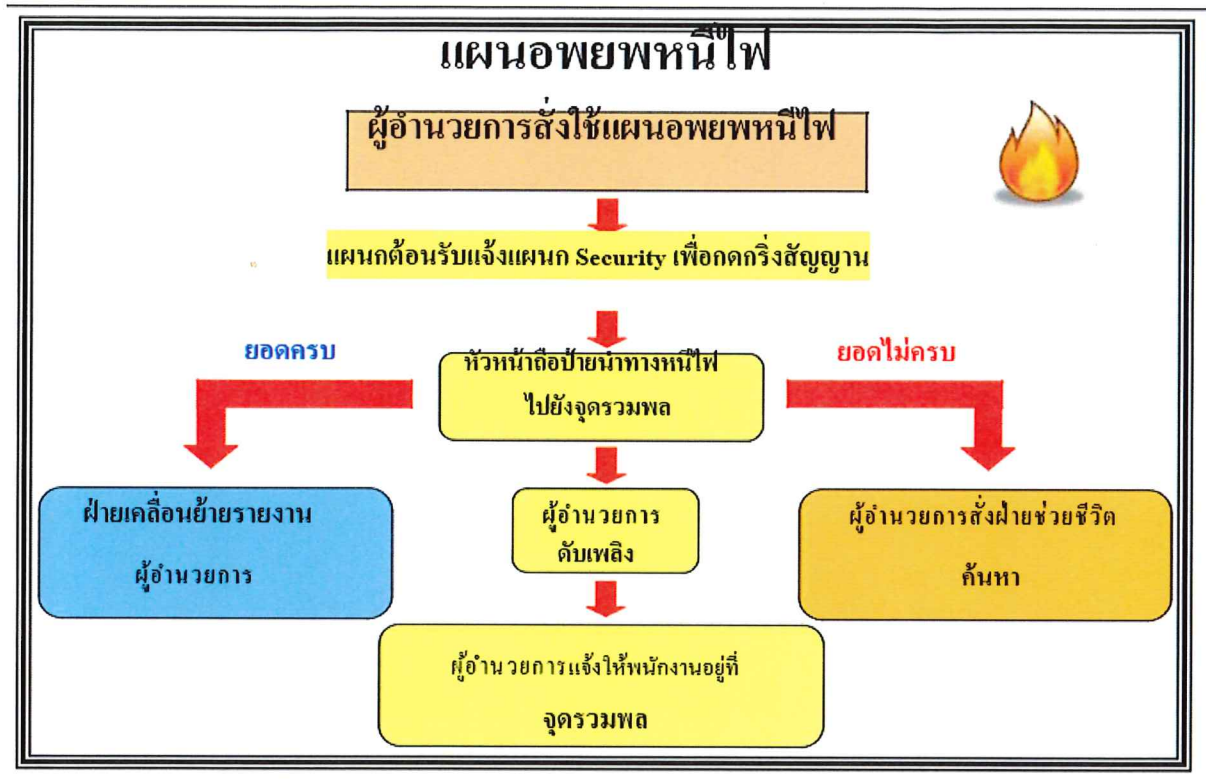 แผนอพยพหนีไฟ
ผู้อำนวยการสั่งใช้แผนอพยพหนีไฟ
แผนกต้อนรับแจ้งแผนก Security เพื่อกดกริ่งสัญญาน
ยอดครบ
หัวหน้าถือป้ายนำทางหนีไฟ
ไปยังจุดรวมพล
ยอดไม่ครบ
ฝ่ายเคลื่อนย้ายรายงาน
ผู้อำนวยการ
ผู้อำนวยการ
ดับเพลิง
ผู้อำนวยการสั่งฝ่ายช่วยชีวิต
ค้นหา
ผู้อำนวยการแจ้งให้พนักงานอยู่ที่
จุดรวมพล